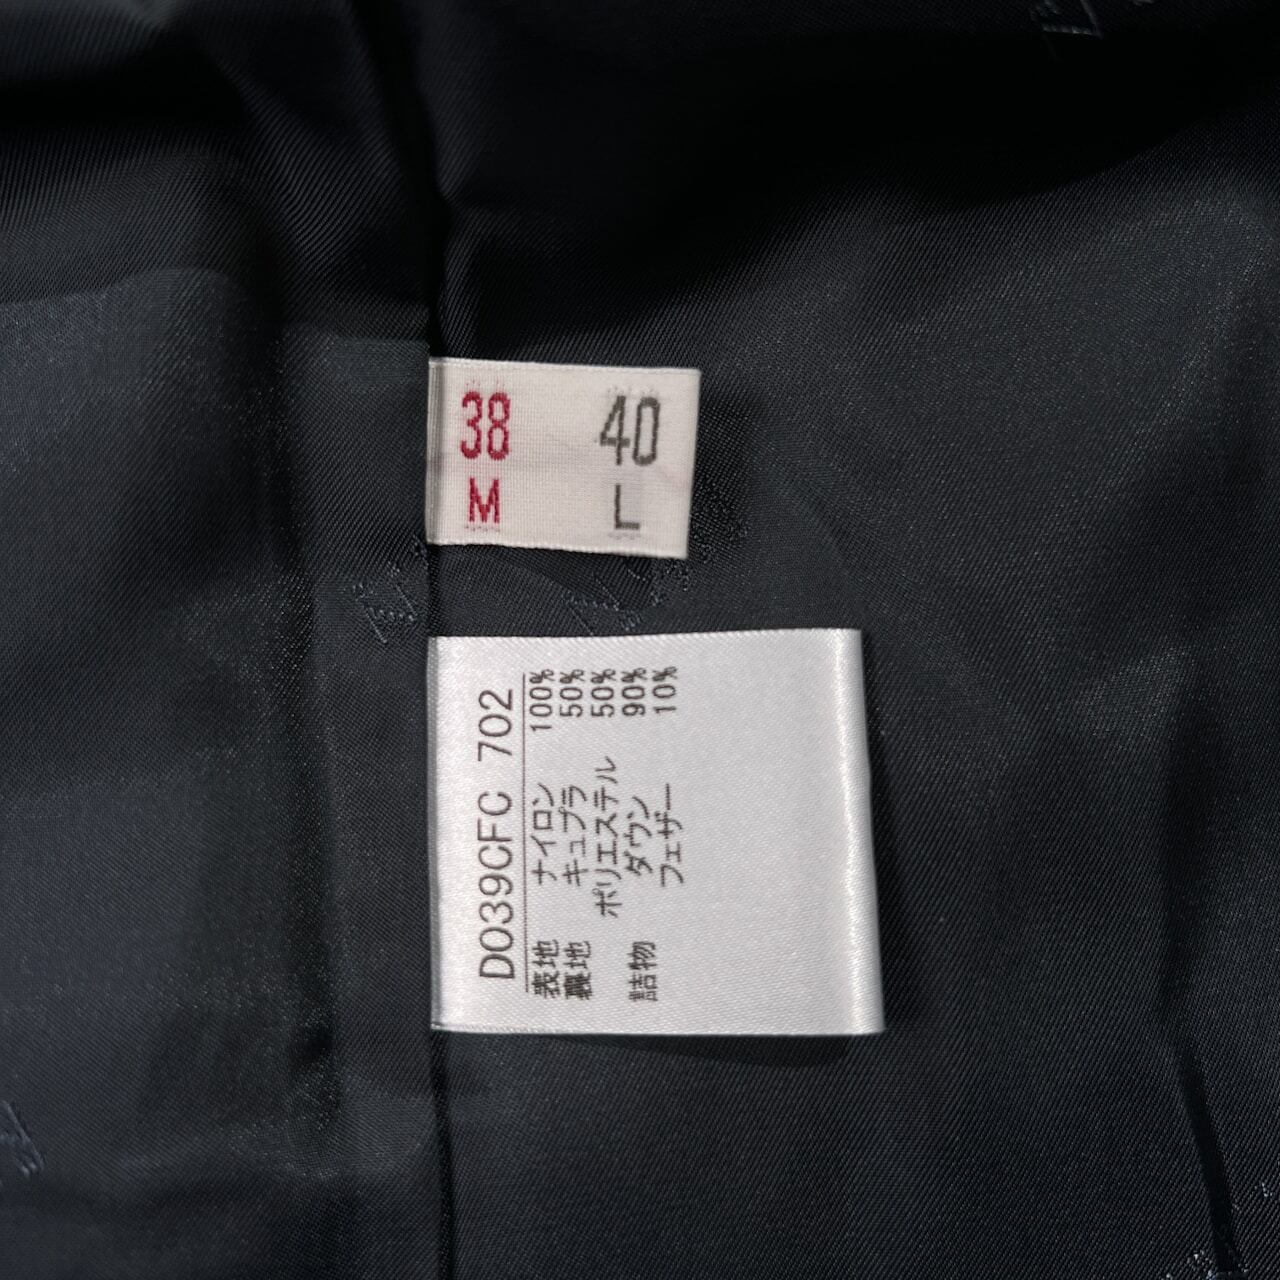 38 40
M L
D039CFC 702
表地 ナイロン 100%
裏地 キュプラ 50%
ポリエステル 50%
詰物 ダウン 90%
フェザー 10%